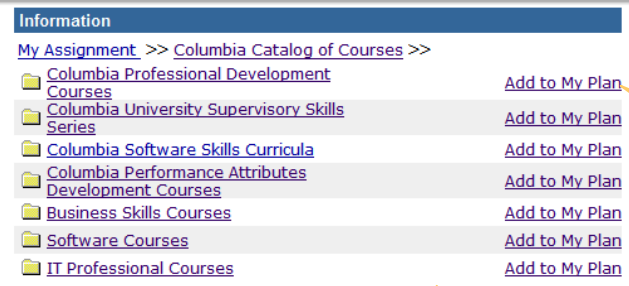 Information
My Assignment >> Columbia Catalog of Courses >>
Columbia Professional Development
Courses
Add to My Plan
Columbia University Supervisory Skills
Series
Add to My Plan
Columbia Software Skills Curricula
Add to My Plan
Columbia Performance Attributes
Development Courses
Add to My Plan
Business Skills Courses
Add to My Plan
Software Courses
Add to My Plan
IT Professional Courses
Add to My Plan